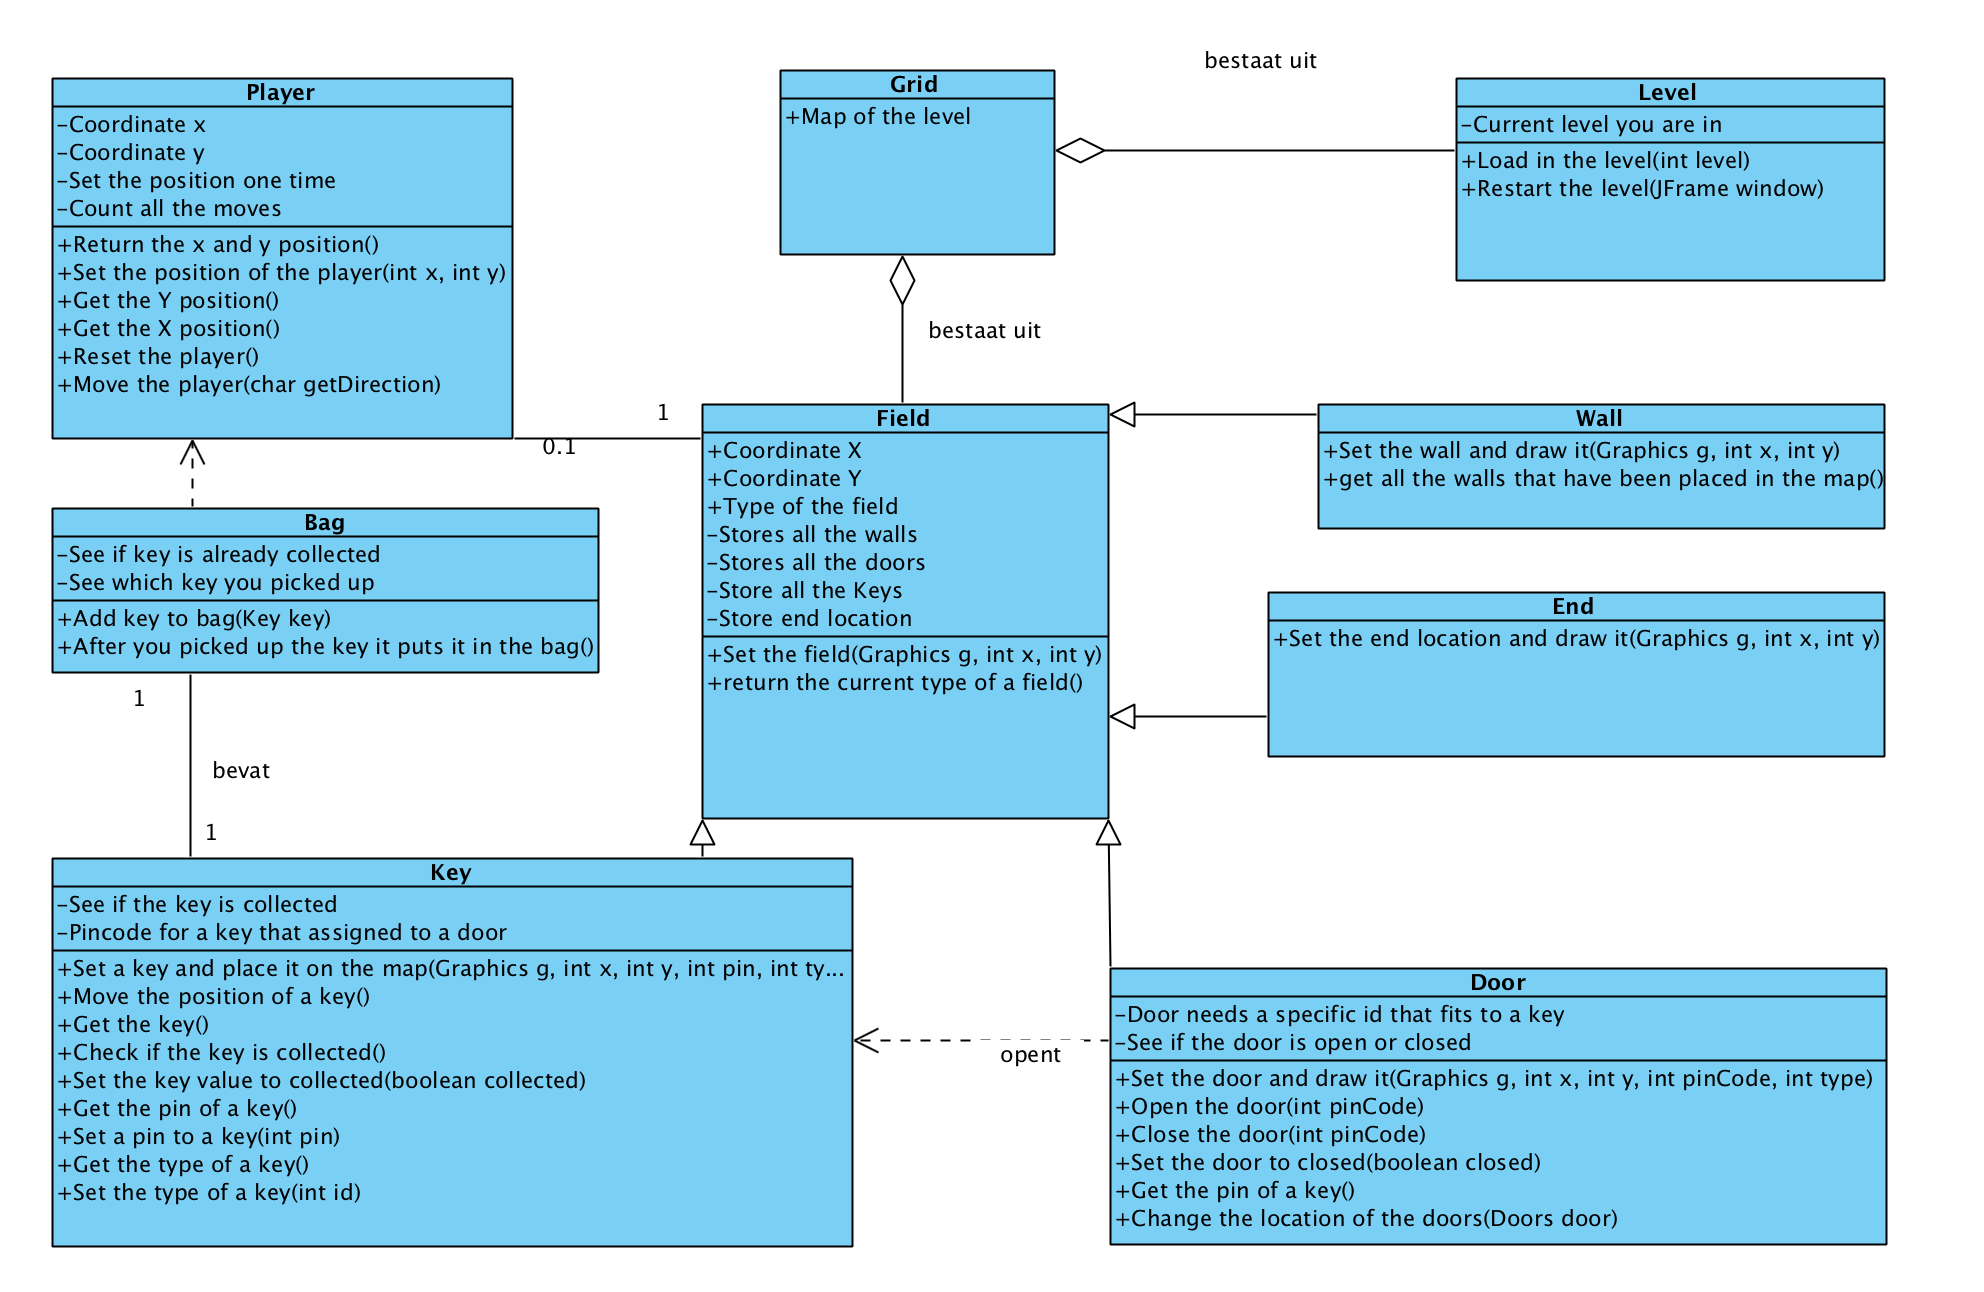 Player
-Coordinate x
-Coordinate y
-Set the position one time
-Count all the moves
+Return the x and y position()
+Set the position of the player(int x, int y)
+Get the Y position()
+Get the X position()
+Reset the player()
+Move the player(char getDirection)
Grid
+Map of the level
bestaat uit
Level
-Current level you are in
+Load in the level(int level)
+Restart the level(JFrame window)
bestaat uit
1
0.1
Field
+Coordinate X
+Coordinate Y
+Type of the field
-Stores all the walls
-Stores all the doors
-Store all the Keys
-Store end location
+Set the field(Graphics g, int x, int y)
+return the current type of a field()
Wall
+Set the wall and draw it(Graphics g, int x, int y)
+get all the walls that have been placed in the map()
Bag
-See if key is already collected
-See which key you picked up
+Add key to bag(Key key)
+After you picked up the key it puts it in the bag()
End
+Set the end location and draw it(Graphics g, int x, int y)
1
bevat
1
Key
-See if the key is collected
-Pincode for a key that assigned to a door
+Set a key and place it on the map(Graphics g, int x, int y, int pin, int ty...
+Move the position of a key()
+Get the key()
+Check if the key is collected()
+Set the key value to collected(boolean collected)
+Get the pin of a key()
+Set a pin to a key(int pin)
+Get the type of a key()
+Set the type of a key(int id)
opent
Door
-Door needs a specific id that fits to a key
-See if the door is open or closed
+Set the door and draw it(Graphics g, int x, int y, int pinCode, int type)
+Open the door(int pinCode)
+Close the door(int pinCode)
+Set the door to closed(boolean closed)
+Get the pin of a key()
+Change the location of the doors(Doors door)